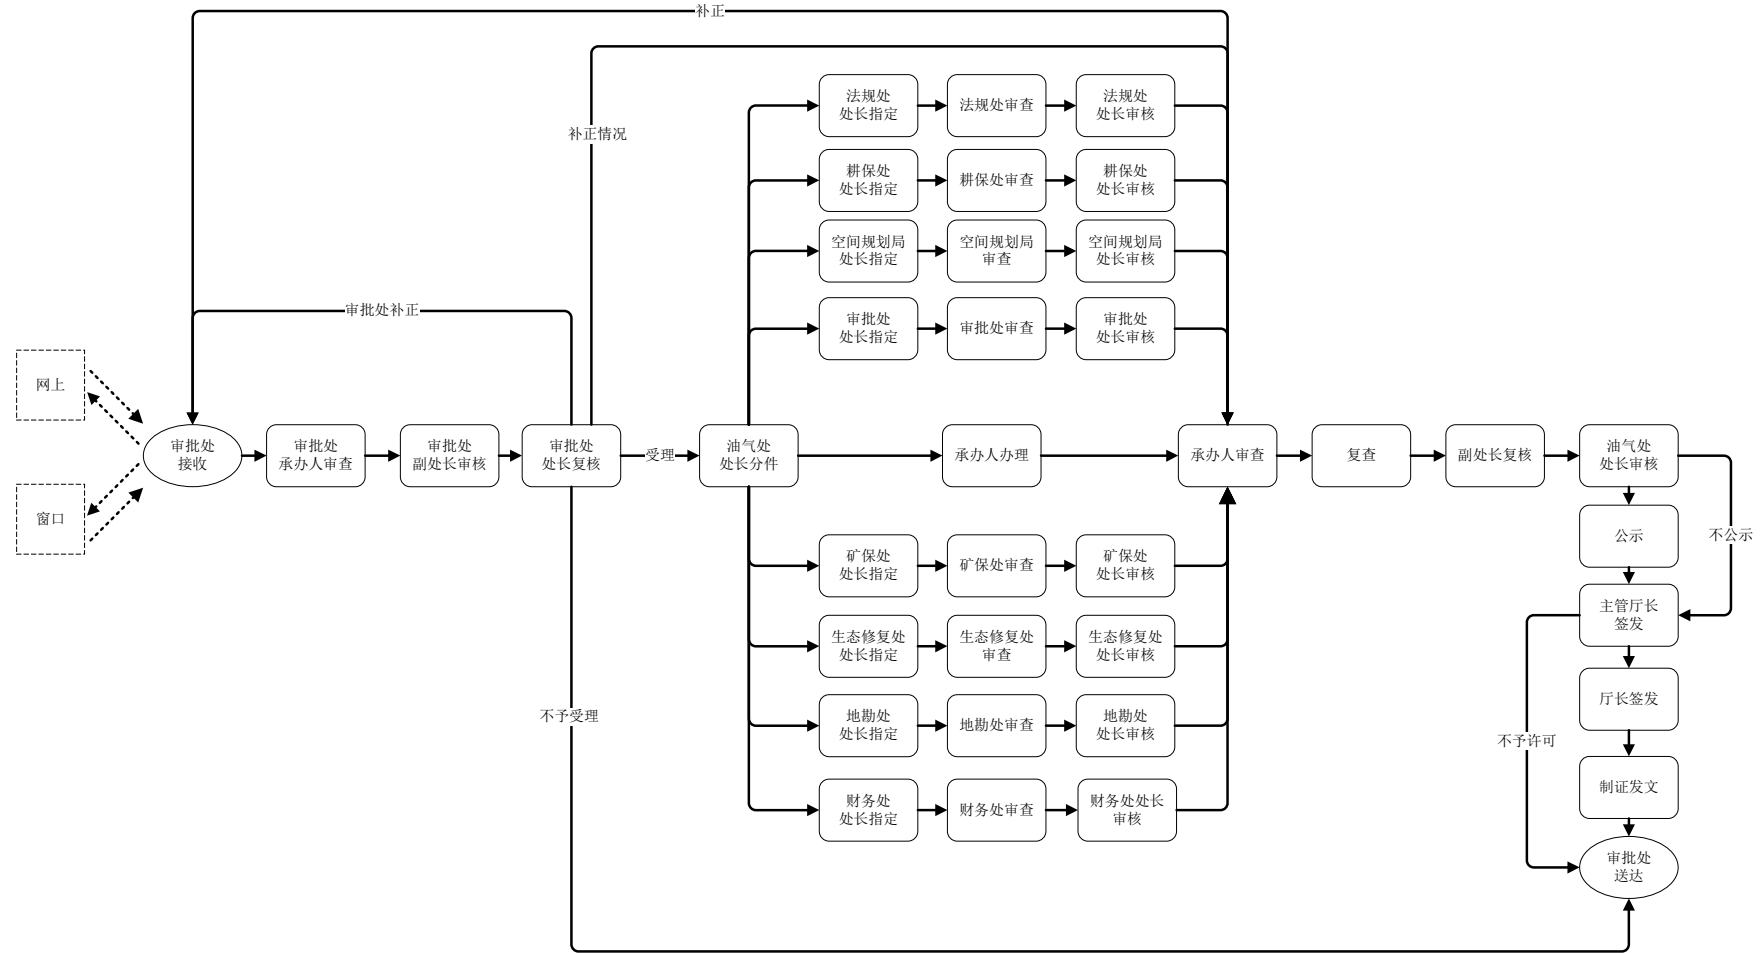 补正
补正情况
法规处
处长指定
法规处审查
法规处
处长审核
耕保处
处长指定
耕保处审查
耕保处
处长审核
空间规划局
处长指定
空间规划局
审查
空间规划局
处长审核
审批处补正
审批处
处长指定
审批处审查
审批处
处长审核
网上
审批处
接收
审批处
承办人审查
审批处
副处长审核
审批处
处长复核
受理
油气处
处长分件
承办人办理
承办人审查
复查
副处长复核
油气处
处长审核
窗口
公示
不公示
矿保处
处长指定
矿保处审查
矿保处
处长审核
主管厅长
签发
生态修复处
处长指定
生态修复处
审查
生态修复处
处长审核
不予受理
地勘处
处长指定
地勘处审查
地勘处
处长审核
厅长签发
不予许可
财务处
处长指定
财务处审查
财务处处长
审核
制证发文
审批处
送达